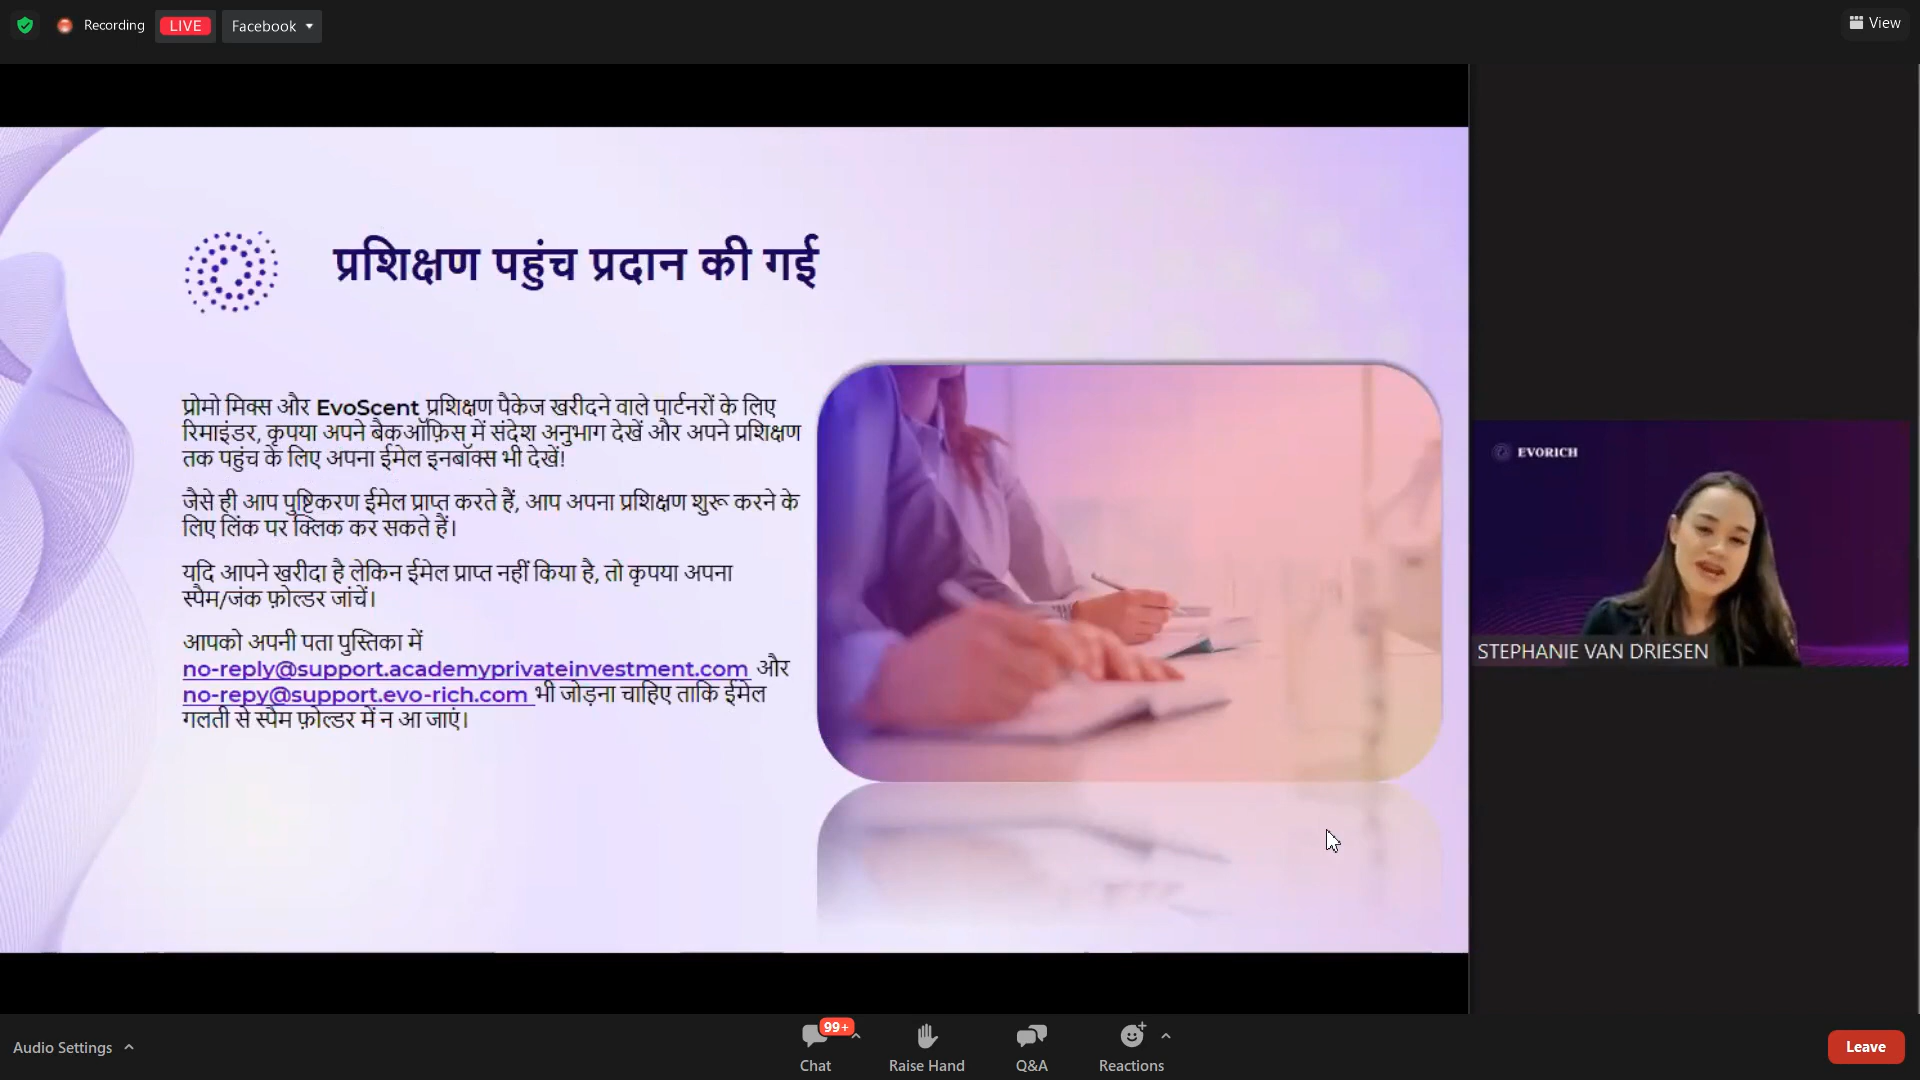 Recording
LIVE
Facebook
View
प्रशिक्षण पहुंच प्रदान की गई
प्रोमो मिक्स और EvoScent प्रशिक्षण पैकेज खरीदने वाले पार्टनरों के लिए
रिमाइंडर, कृपया अपने बैकऑफ़िस में संदेश अनुभाग देखें और अपने प्रशिक्षण
तक पहुंच के लिए अपना ईमेल इनबॉक्स भी देखें!
जैसे ही आप पुष्टिकरण ईमेल प्राप्त करते हैं, आप अपना प्रशिक्षण शुरू करने के
लिए लिंक पर क्लिक कर सकते हैं।
यदि आपने खरीदा है लेकिन ईमेल प्राप्त नहीं किया है, तो कृपया अपना
स्पैम/जंक फ़ोल्डर जांचें।
आपको अपनी पता पुस्तिका में
no-reply@support.academyprivateinvestment.com और
no-repy@support.evo-rich.com भी जोड़ना चाहिए ताकि ईमेल
गलती से स्पैम फ़ोल्डर में न आ जाएं।
EVORICH
STEPHANIE VAN DRIESEN
Audio Settings
99+
Chat
Raise Hand
Q&A
Reactions
Leave